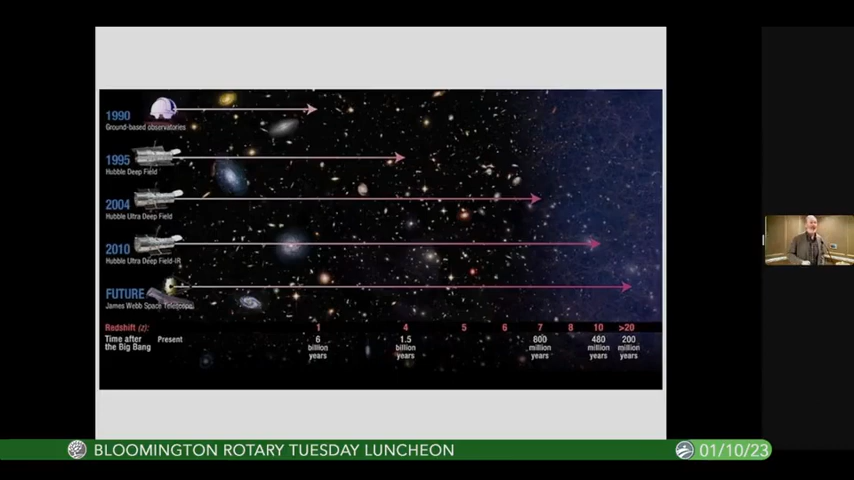 1990
Ground-based observatories
1995
Hubble Deep Field
2004
Hubble Ultra Deep Field
2010
Hubble Ultra Deep Field-IR
FUTURE
James Webb Space Telescope
Redshift (z): 1 4 5 6 7 8 10 >20
Time after the Big Bang
Present
6 billion years
1.5 billion years
800 million years
480 million years
200 million years
BLOOMINGTON ROTARY TUESDAY LUNCHEON
01/10/23